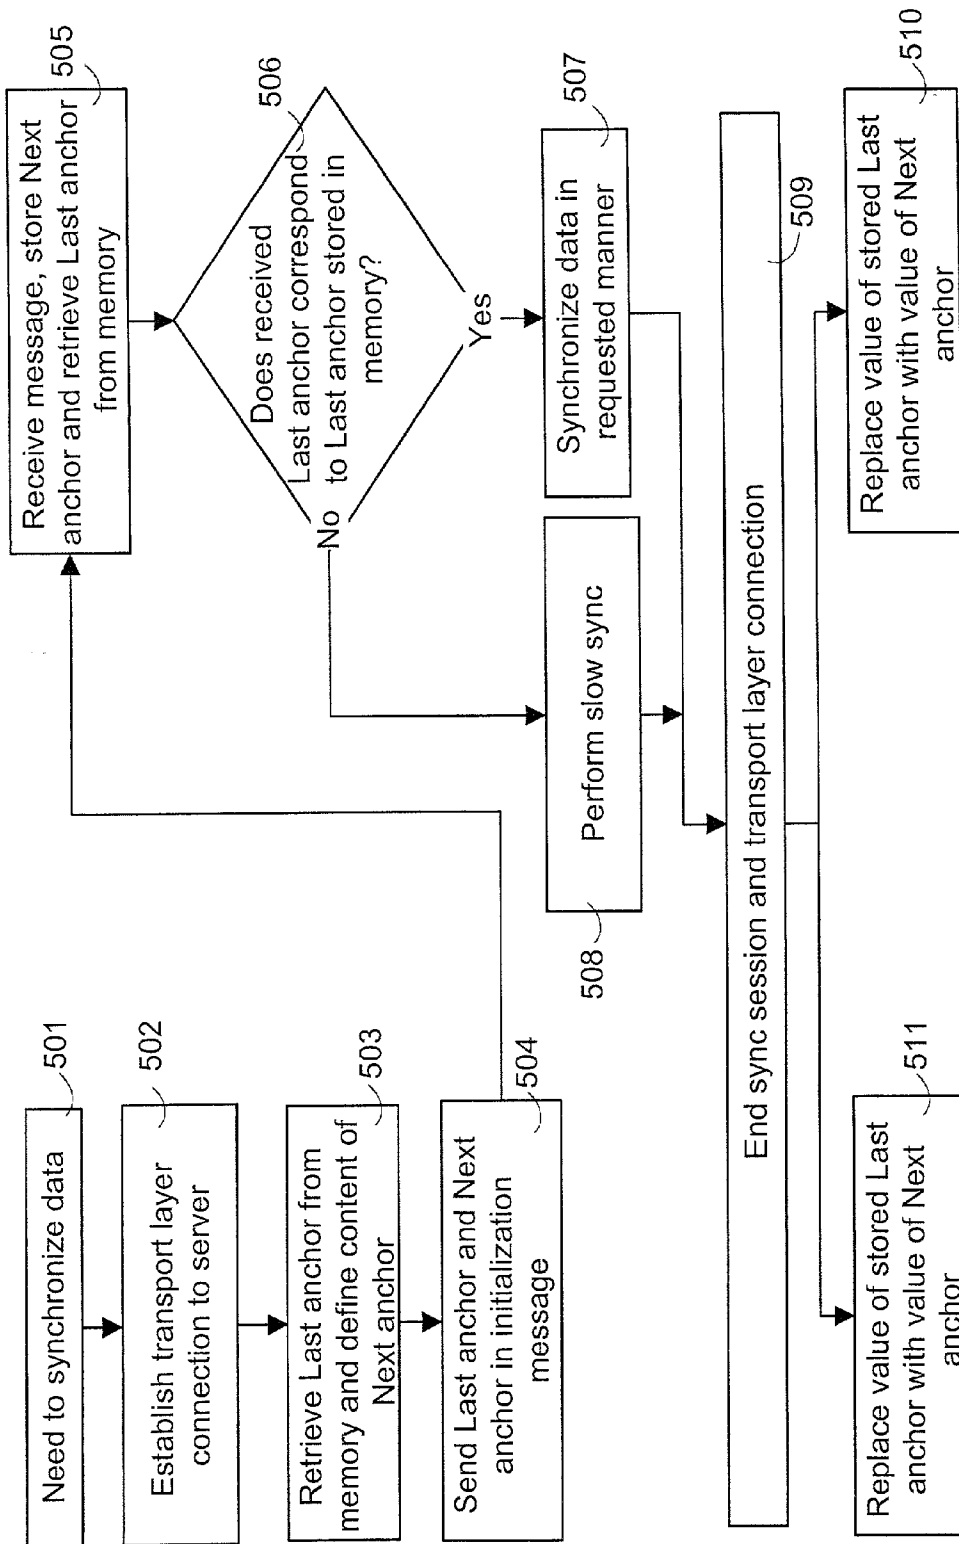 Need to synchronize data
501
Establish transport layer
connection to server
502
Retrieve Last anchor from
memory and define content of
Next anchor
503
Send Last anchor and Next
anchor in initialization
message
504
Receive message, store Next
anchor and retrieve Last anchor
from memory
505
Does received
Last anchor correspond
to Last anchor stored in
memory?
506
No
Yes
Synchronize data in
requested manner
507
Perform slow sync
508
End sync session and transport layer connection
509
Replace value of stored Last
anchor with value of Next
anchor
510
Replace value of stored Last
anchor with value of Next
anchor
511